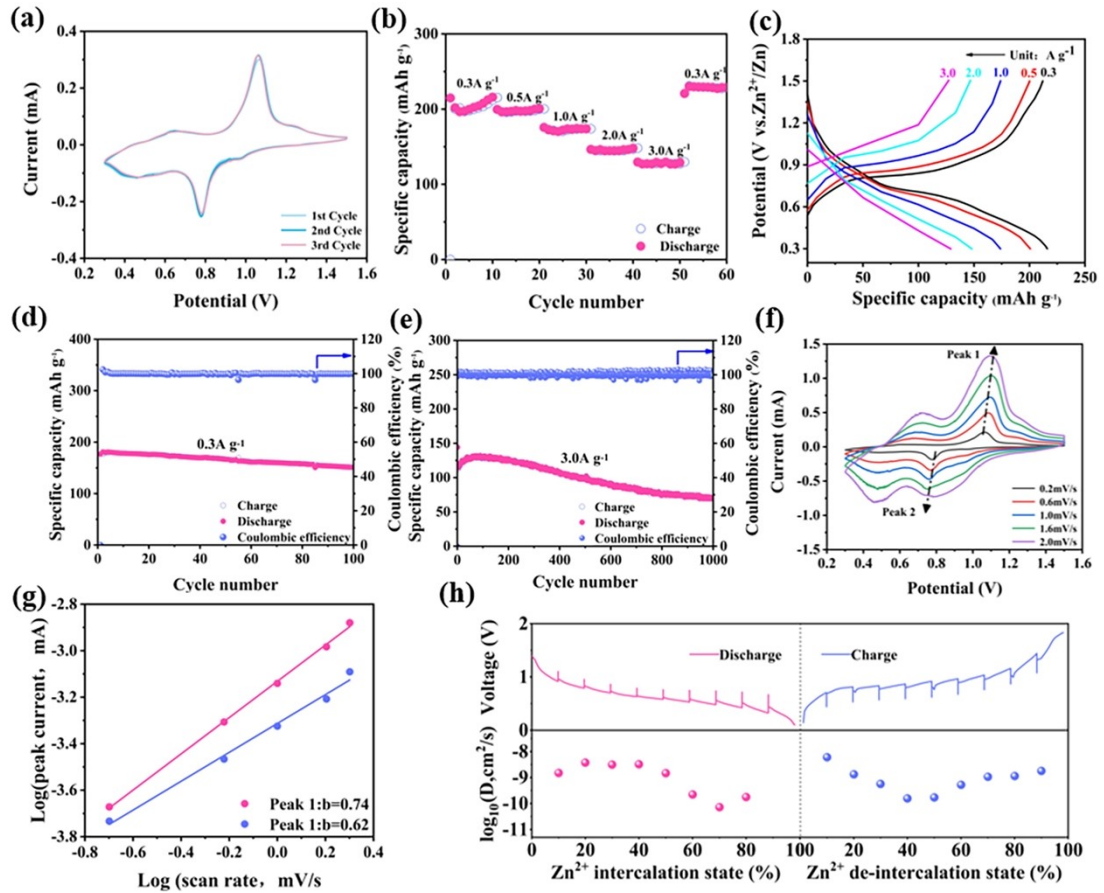 (a)
Current (mA)
0.4
0.2
0.0
-0.2
-0.4
1st Cycle
2nd Cycle
3rd Cycle
0.2 0.4 0.6 0.8 1.0 1.2 1.4 1.6
Potential (V)
(b)
Specific capacity (mAh g⁻¹)
300
200
100
0
0.3A g⁻¹
0.5A g⁻¹
1.0A g⁻¹
2.0A g⁻¹
3.0A g⁻¹
0.3A g⁻¹
Charge
Discharge
0 10 20 30 40 50 60
Cycle number
(c)
Potential (V vs.Zn²⁺/Zn)
1.8
1.5
1.2
0.9
0.6
0.3
Unit: A g⁻¹
3.0 2.0 1.0 0.5 0.3
0 50 100 150 200 250
Specific capacity (mAh g⁻¹)
(d)
Specific capacity (mAh g⁻¹)
400
350
300
250
200
150
100
50
0
0.3A g⁻¹
Charge
Discharge
Coulombic efficiency
120
100
80
60
40
20
0
Coulombic efficiency (%)
0 20 40 60 80 100
Cycle number
(e)
Specific capacity (mAh g⁻¹)
300
250
200
150
100
50
0
3.0A g⁻¹
Charge
Discharge
Coulombic efficiency
120
100
80
60
40
20
0
Coulombic efficiency (%)
0 200 400 600 800 1000
Cycle number
(f)
Current (mA)
1.5
1.0
0.5
0.0
-0.5
-1.0
-1.5
Peak 1
Peak 2
0.2mV/s
0.6mV/s
1.0mV/s
1.6mV/s
2.0mV/s
0.3 0.6 0.9 1.2 1.5
Potential (V)
(g)
Log(peak current, mA)
-2.8
-3.0
-3.2
-3.4
-3.6
-3.8
Peak 1:b=0.74
Peak 1:b=0.62
-0.8 -0.6 -0.4 -0.2 0.0 0.2 0.4
Log (scan rate, mV/s
(h)
Voltage (V)
2
1
0
Discharge
Charge
log₁₀(D,cm²/s)
-8
-9
-10
-11
0 20 40 60 80 100 20 40 60 80 100
Zn²⁺ intercalation state (%)
Zn²⁺ de-intercalation state (%)